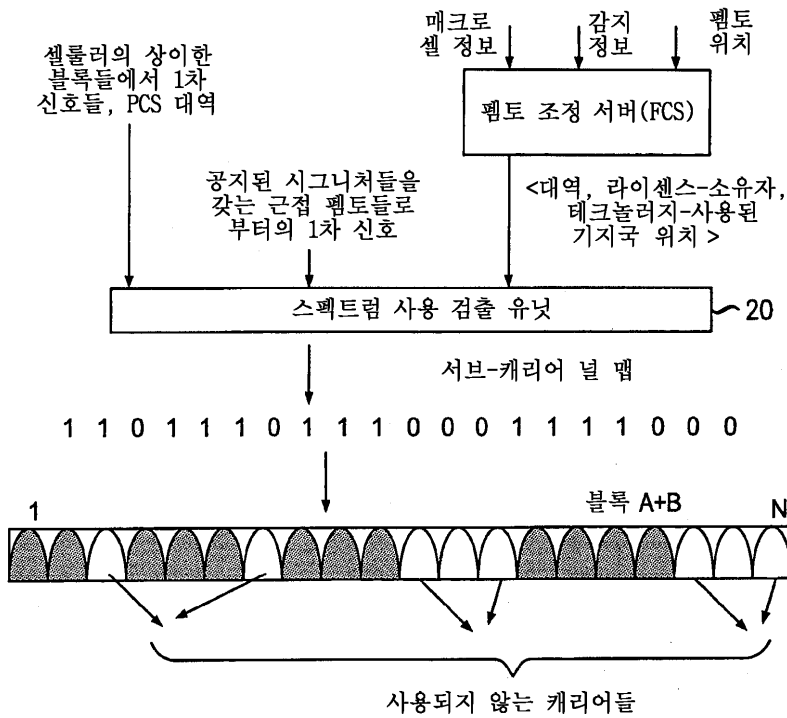 매크로
셀 정보
감지
정보
펨토
위치
셀룰러의 상이한
블록들에서 1차
신호들, PCS 대역
펨토 조정 서버(FCS)
공지된 시그니처들을
갖는 근접 펨토들로
부터의 1차 신호
<대역, 라이센스-소유자,
테크놀러지-사용된
기지국 위치 >
스펙트럼 사용 검출 유닛
20
서브-캐리어 널 맵
1 1 0 1 1 1 0 1 1 1 0 0 0 1 1 1 1 0 0 0
1
블록 A+B
N
사용되지 않는 캐리어들